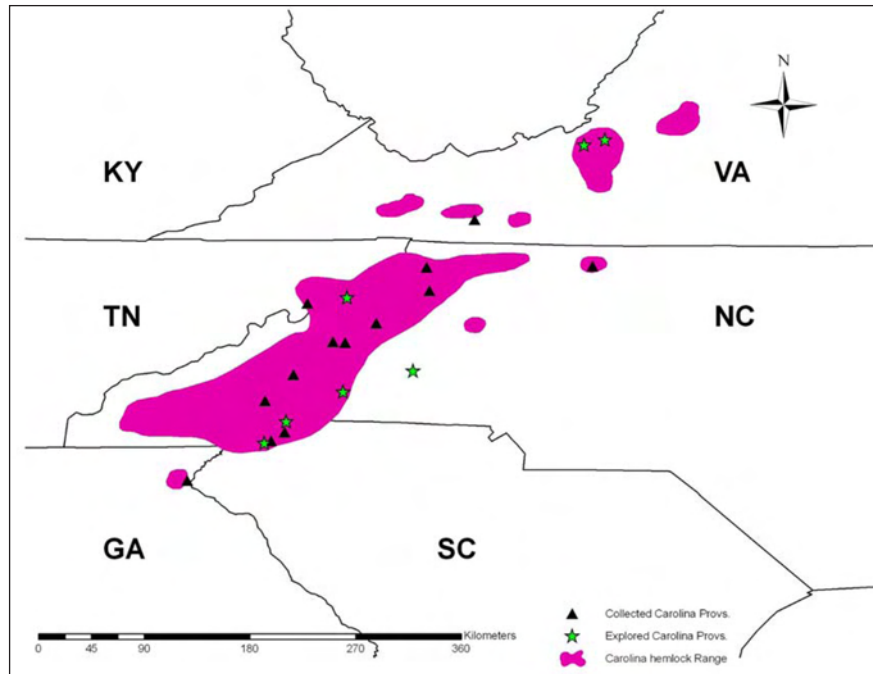 N
KY
VA
TN
NC
GA
SC
Collected Carolina Provs.
Explored Carolina Provs.
Kilometers
Carolina hemlock Range
0 45 90 180 270 360